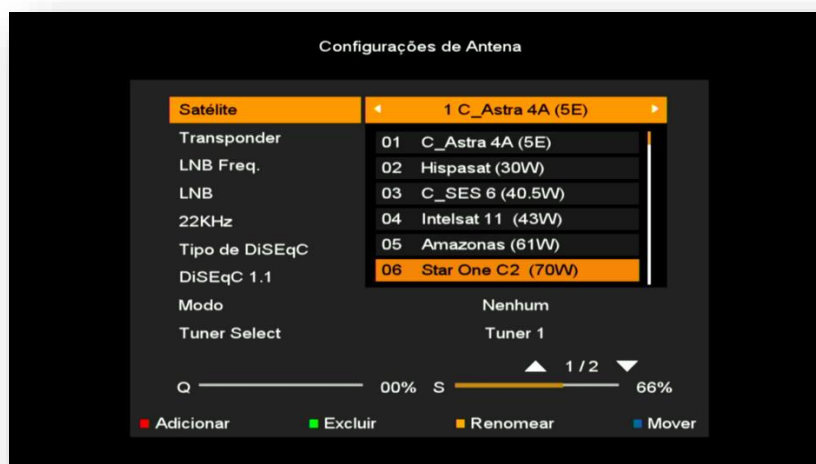 Configurações de Antena
Satélite 1 C_Astra 4A (5E)
Transponder
01 C_Astra 4A (5E)
LNB Freq.
02 Hispasat (30W)
LNB
03 C_SES 6 (40.5W)
22KHz
04 Intelsat 11 (43W)
Tipo de DiSEqC
05 Amazonas (61W)
DiSEqC 1.1
06 Star One C2 (70W)
Modo Nenhum
Tuner Select Tuner 1
1 / 2
Q 00% S 66%
Adicionar Excluir Renomear Mover